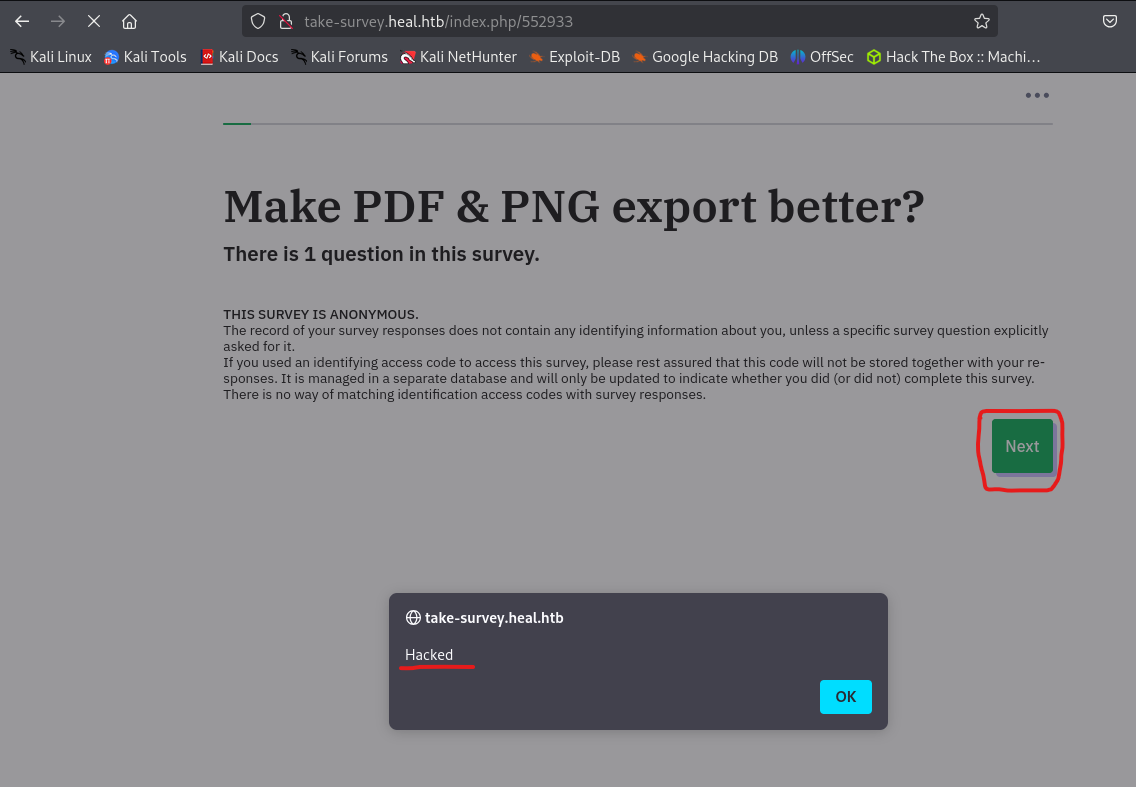 take-survey.heal.htb/index.php/552933
Kali Linux Kali Tools Kali Docs Kali Forums Kali NetHunter Exploit-DB Google Hacking DB OffSec Hack The Box :: Machi…
Make PDF & PNG export better?
There is 1 question in this survey.
THIS SURVEY IS ANONYMOUS.
The record of your survey responses does not contain any identifying information about you, unless a specific survey question explicitly
asked for it.
If you used an identifying access code to access this survey, please rest assured that this code will not be stored together with your re-
sponses. It is managed in a separate database and will only be updated to indicate whether you did (or did not) complete this survey.
There is no way of matching identification access codes with survey responses.
Next
take-survey.heal.htb
Hacked
OK